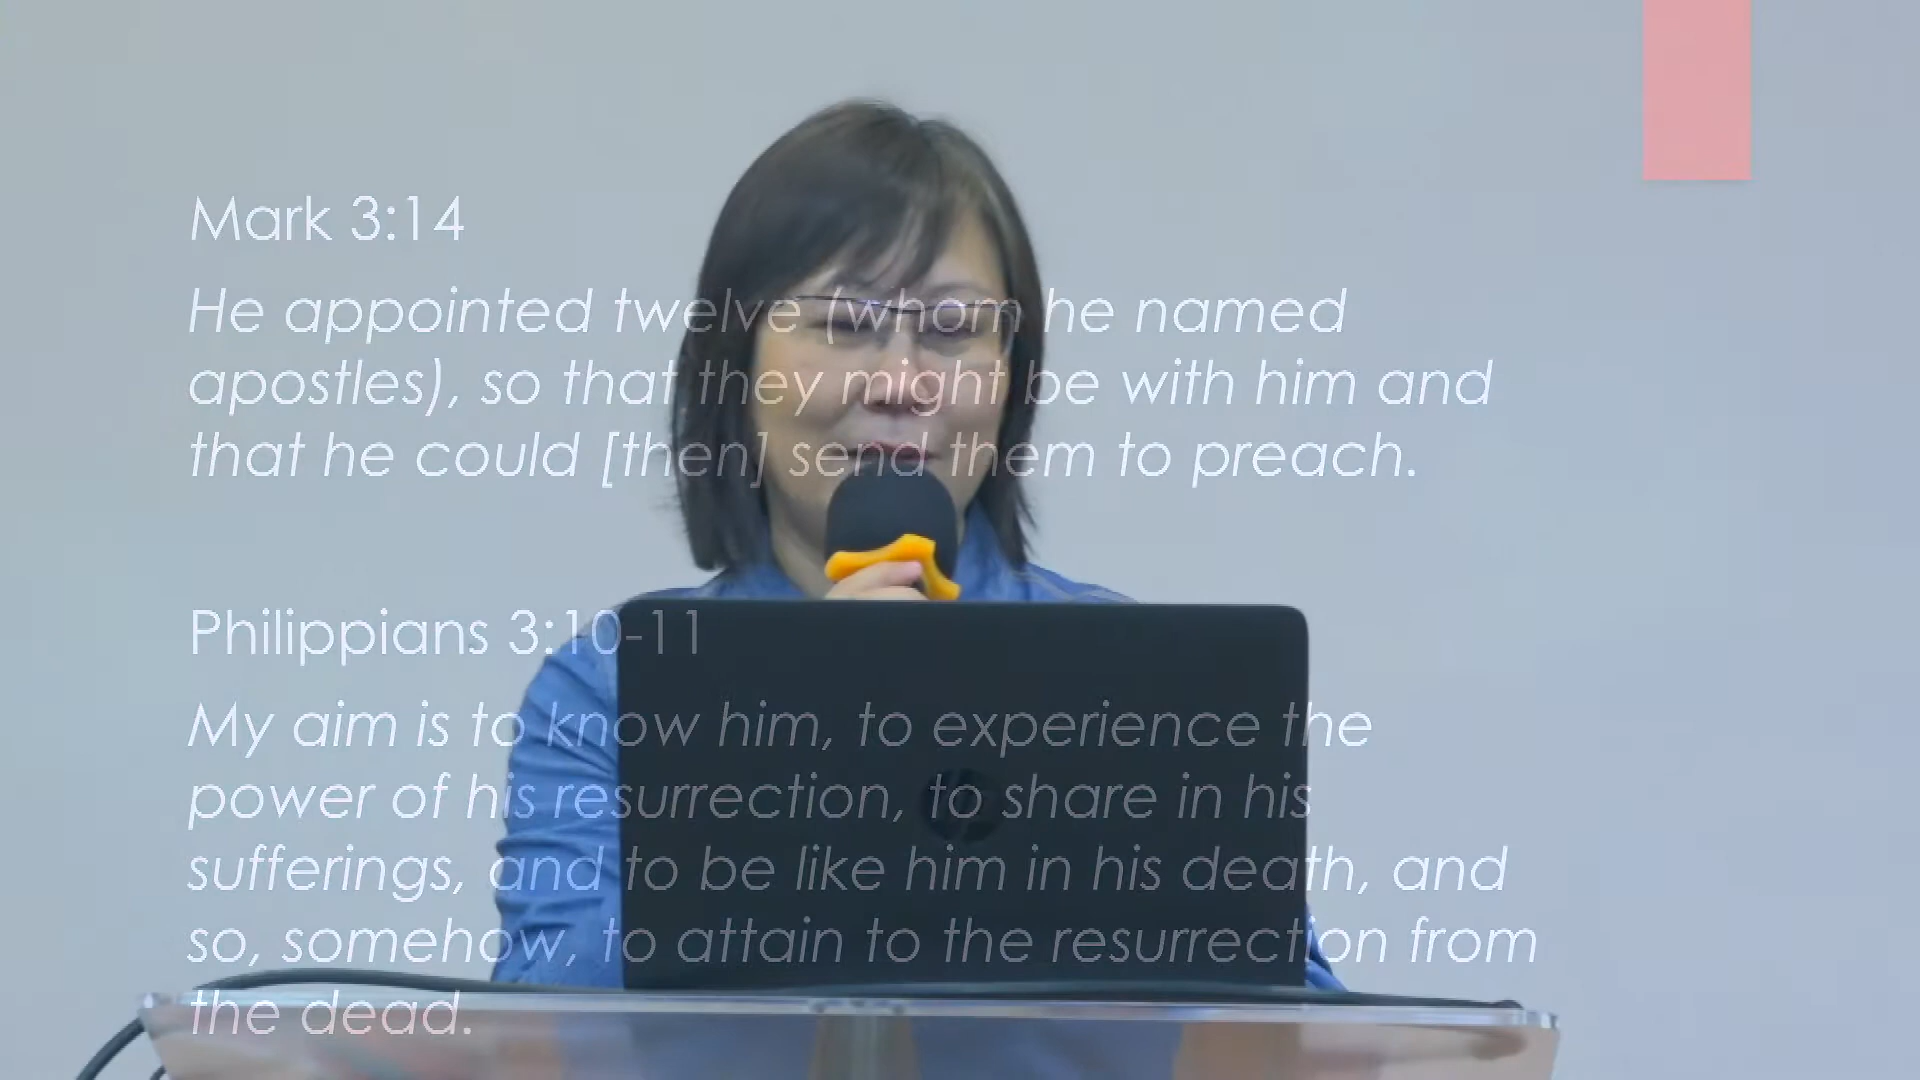 Mark 3:14
He appointed twelve (whom he named
apostles), so that they might be with him and
that he could [then] send them to preach.
Philippians 3:10-11
My aim is to know him, to experience the
power of his resurrection, to share in his
sufferings, and to be like him in his death, and
so, somehow, to attain to the resurrection from
the dead.